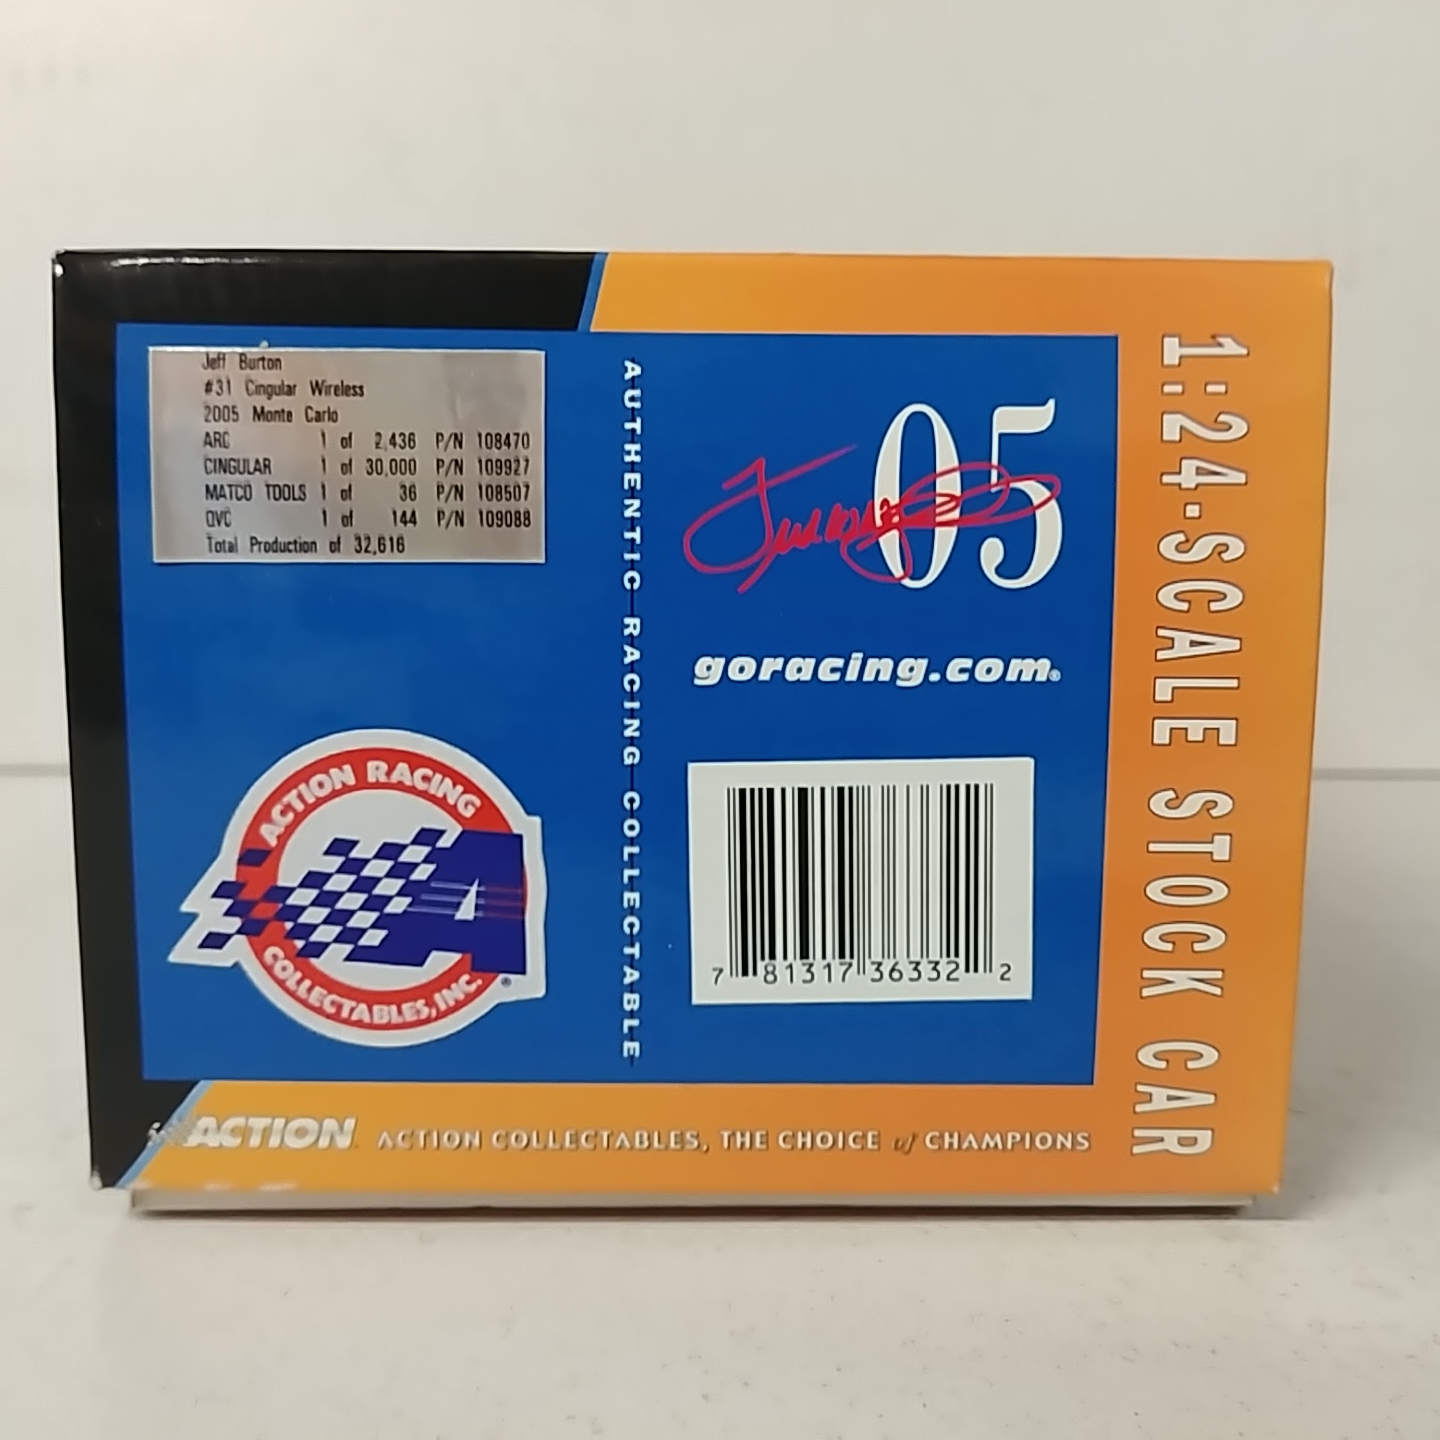 Jeff Burton
#31 Cingular Wireless
2005 Monte Carlo
ARC 1 of 2,436 P/N 108470
CINGULAR 1 of 30,000 P/N 109927
MATCO TOOLS 1 of 36 P/N 108507
QVC 1 of 144 P/N 109088
Total Production of 32,616
AUTHENTIC RACING COLLECTABLE
05
goracing.com®
7 81317 36332 2
ACTION RACING
COLLECTABLES, INC.
®
1:24-SCALE STOCK CAR
ACTION ACTION COLLECTABLES, THE CHOICE of CHAMPIONS